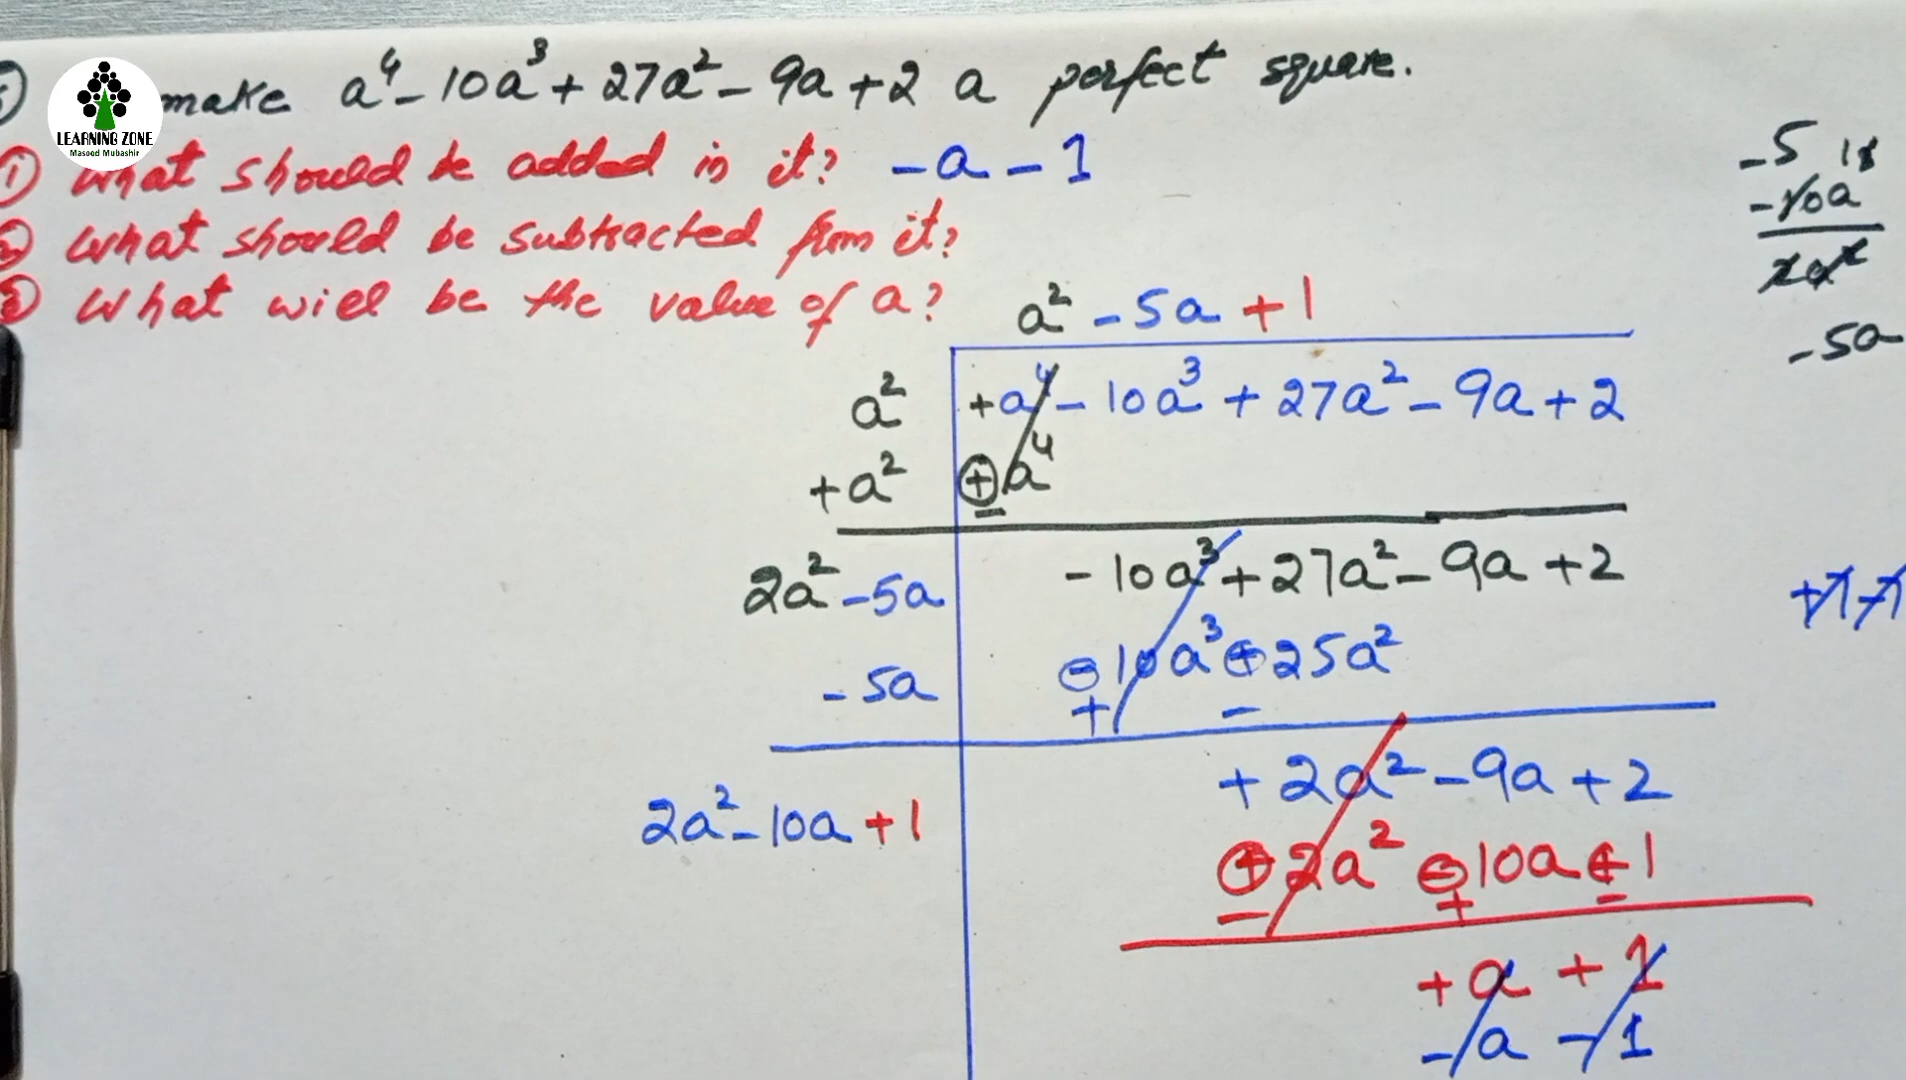 make a⁴ - 10a³ + 27a² - 9a + 2 a perfect square.
LEARNING ZONE
Masood Mubashir
① What should be added in it? - a - 1
② What should be subtracted from it?
③ What will be the value of a?
a² - 5a + 1
a² +a⁴ - 10a³ + 27a² - 9a + 2
+a² ⊕a⁴
−
2a² - 5a - 10a³ + 27a² - 9a + 2
- 5a ⊖10a³ ⊕25a²
+ −
2a² - 10a + 1 + 2a² - 9a + 2
⊕2a² ⊖10a ⊕1
− + −
+ a + 1
- a - 1
-5
-10a
-5a
+1-1